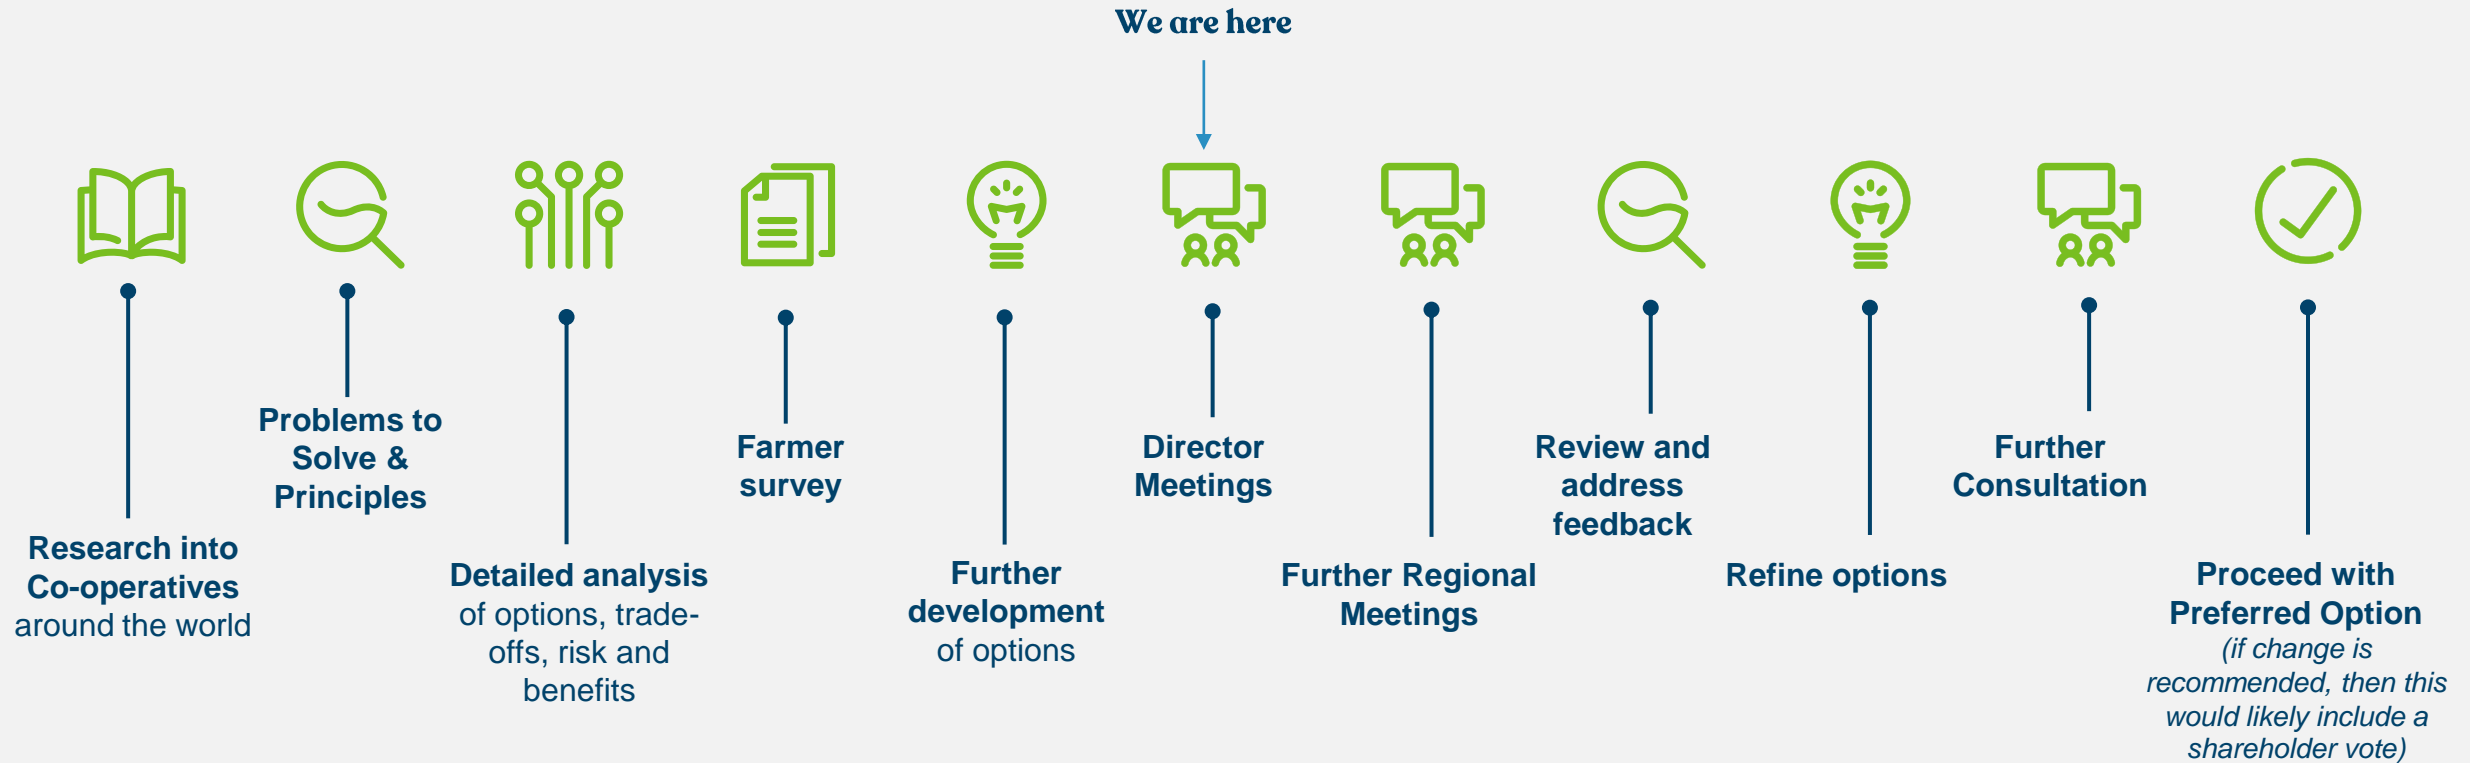 We are here
Research into
Co-operatives
around the world
Problems to
Solve &
Principles
Detailed analysis
of options, trade-
offs, risk and
benefits
Farmer
survey
Further
development
of options
Director
Meetings
Further Regional
Meetings
Review and
address
feedback
Refine options
Further
Consultation
Proceed with
Preferred Option
(if change is
recommended, then this
would likely include a
shareholder vote)